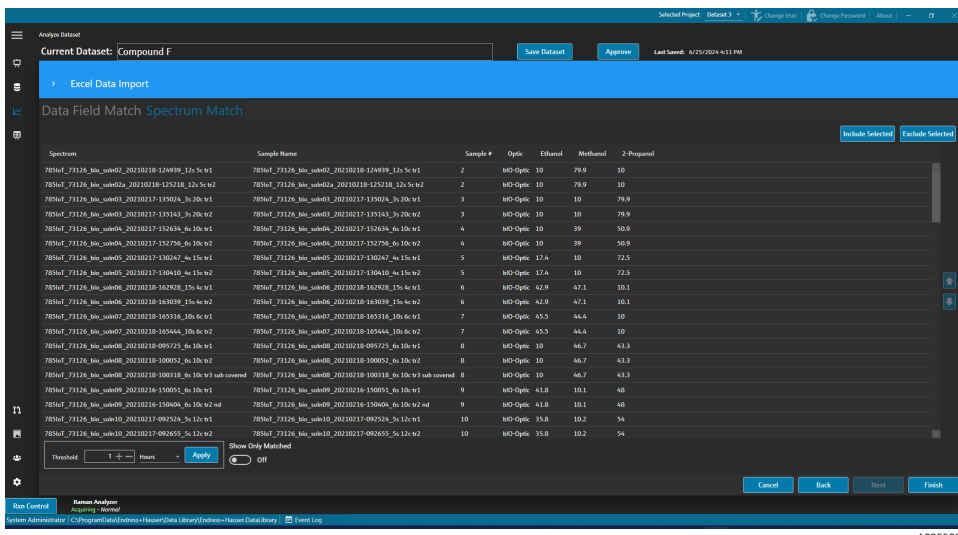 Selected Project Dataset 3 Change User Change Password About
Analyze Dataset
Current Dataset: Compound F Save Dataset Approve Last Saved: 6/25/2024 4:11 PM
Excel Data Import
Data Field Match Spectrum Match
Include Selected Exclude Selected
Spectrum Sample Name Sample # Optic Ethanol Methanol 2-Propanol
785IoT_73126_bio_soln02_20210218-124939_12s 5c tr1 785IoT_73126_bio_soln02_20210218-124939_12s 5c tr1 2 bIO-Optic 10 79.9 10
785IoT_73126_bio_soln02a_20210218-125218_12s 5c tr2 785IoT_73126_bio_soln02a_20210218-125218_12s 5c tr2 2 bIO-Optic 10 79.9 10
785IoT_73126_bio_soln03_20210217-135024_3s 20c tr1 785IoT_73126_bio_soln03_20210217-135024_3s 20c tr1 3 bIO-Optic 10 10 79.9
785IoT_73126_bio_soln03_20210217-135143_3s 20c tr2 785IoT_73126_bio_soln03_20210217-135143_3s 20c tr2 3 bIO-Optic 10 10 79.9
785IoT_73126_bio_soln04_20210217-152634_6s 10c tr1 785IoT_73126_bio_soln04_20210217-152634_6s 10c tr1 4 bIO-Optic 10 39 50.9
785IoT_73126_bio_soln04_20210217-152756_6s 10c tr2 785IoT_73126_bio_soln04_20210217-152756_6s 10c tr2 4 bIO-Optic 10 39 50.9
785IoT_73126_bio_soln05_20210217-130247_4s 15c tr1 785IoT_73126_bio_soln05_20210217-130247_4s 15c tr1 5 bIO-Optic 17.4 10 72.5
785IoT_73126_bio_soln05_20210217-130410_4s 15c tr2 785IoT_73126_bio_soln05_20210217-130410_4s 15c tr2 5 bIO-Optic 17.4 10 72.5
785IoT_73126_bio_soln06_20210218-162928_15s 4c tr1 785IoT_73126_bio_soln06_20210218-162928_15s 4c tr1 6 bIO-Optic 42.9 47.1 10.1
785IoT_73126_bio_soln06_20210218-163039_15s 4c tr2 785IoT_73126_bio_soln06_20210218-163039_15s 4c tr2 6 bIO-Optic 42.9 47.1 10.1
785IoT_73126_bio_soln07_20210218-165316_10s 6c tr1 785IoT_73126_bio_soln07_20210218-165316_10s 6c tr1 7 bIO-Optic 45.5 44.4 10
785IoT_73126_bio_soln07_20210218-165444_10s 6c tr2 785IoT_73126_bio_soln07_20210218-165444_10s 6c tr2 7 bIO-Optic 45.5 44.4 10
785IoT_73126_bio_soln08_20210218-095725_6s 10c tr1 785IoT_73126_bio_soln08_20210218-095725_6s 10c tr1 8 bIO-Optic 10 46.7 43.3
785IoT_73126_bio_soln08_20210218-100052_6s 10c tr2 785IoT_73126_bio_soln08_20210218-100052_6s 10c tr2 8 bIO-Optic 10 46.7 43.3
785IoT_73126_bio_soln08_20210218-100318_6s 10c tr3 sub covered 785IoT_73126_bio_soln08_20210218-100318_6s 10c tr3 sub covered 8 bIO-Optic 10 46.7 43.3
785IoT_73126_bio_soln09_20210216-150051_6s 10c tr1 785IoT_73126_bio_soln09_20210216-150051_6s 10c tr1 9 bIO-Optic 41.8 10.1 48
785IoT_73126_bio_soln09_20210216-150404_6s 10c tr2 nd 785IoT_73126_bio_soln09_20210216-150404_6s 10c tr2 nd 9 bIO-Optic 41.8 10.1 48
785IoT_73126_bio_soln10_20210217-092524_5s 12c tr1 785IoT_73126_bio_soln10_20210217-092524_5s 12c tr1 10 bIO-Optic 35.8 10.2 54
785IoT_73126_bio_soln10_20210217-092655_5s 12c tr2 785IoT_73126_bio_soln10_20210217-092655_5s 12c tr2 10 bIO-Optic 35.8 10.2 54
Show Only Matched
Threshold 1 Hours Apply Off
Cancel Back Next Finish
Rxn Control Raman Analyzer
Acquiring - Normal
System Administrator C:\ProgramData\Endress+Hauser\Data Library\Endress+Hauser.DataLibrary Event Log